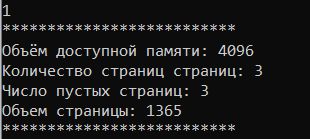 1
**************************
Объём доступной памяти: 4096
Количество страниц страниц: 3
Число пустых страниц: 3
Объем страницы: 1365
**************************